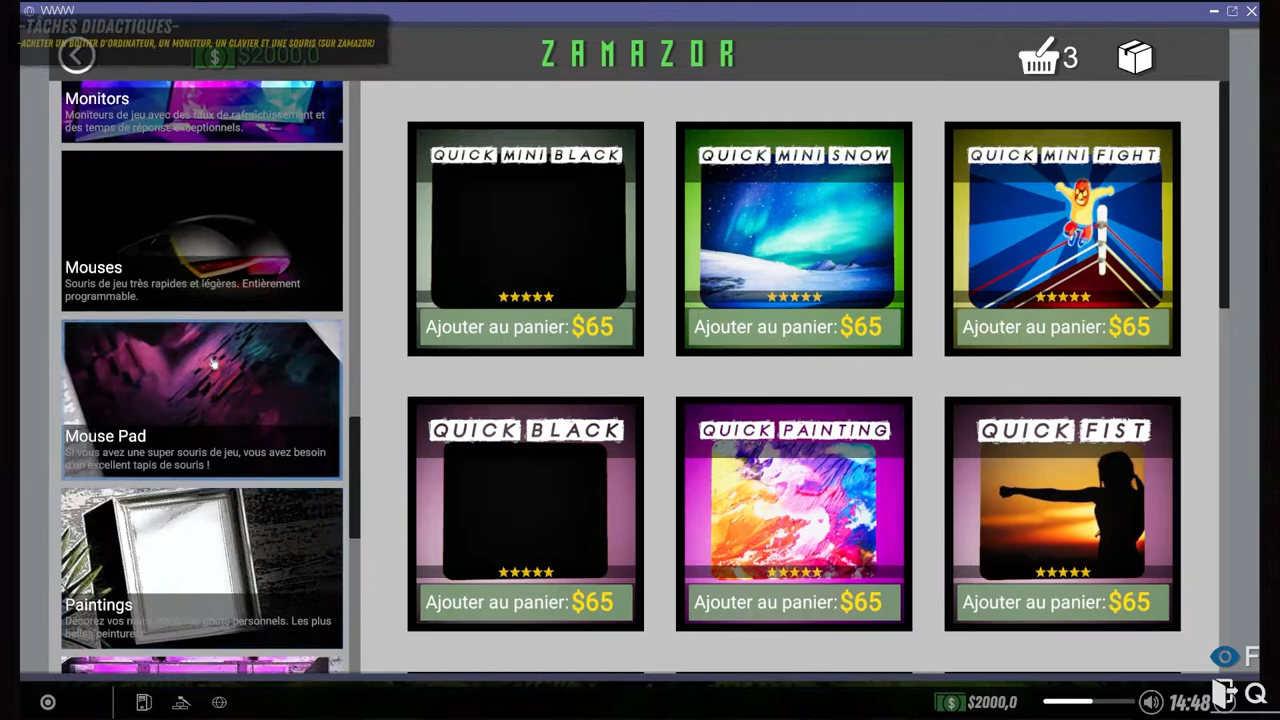 WWW
-TÂCHES DIDACTIQUES-
-ACHETER UN BOITIER D'ORDINATEUR, UN MONITEUR, UN CLAVIER ET UNE SOURIS (SUR ZAMAZOR)
$2000,0
ZAMAZOR
3
Monitors
Moniteurs de jeu avec des taux de rafraîchissement et
des temps de réponse exceptionnels.
Mouses
Souris de jeu très rapides et légères. Entièrement
programmable.
Mouse Pad
Si vous avez une super souris de jeu, vous avez besoin
d'un excellent tapis de souris !
Paintings
Décorez vos murs goûts personnels. Les plus
belles peintures
QUICK MINI BLACK
Ajouter au panier: $65
QUICK MINI SNOW
Ajouter au panier: $65
QUICK MINI FIGHT
Ajouter au panier: $65
QUICK BLACK
Ajouter au panier: $65
QUICK PAINTING
Ajouter au panier: $65
QUICK FIST
Ajouter au panier: $65
F
$2000,0
14:48
Q